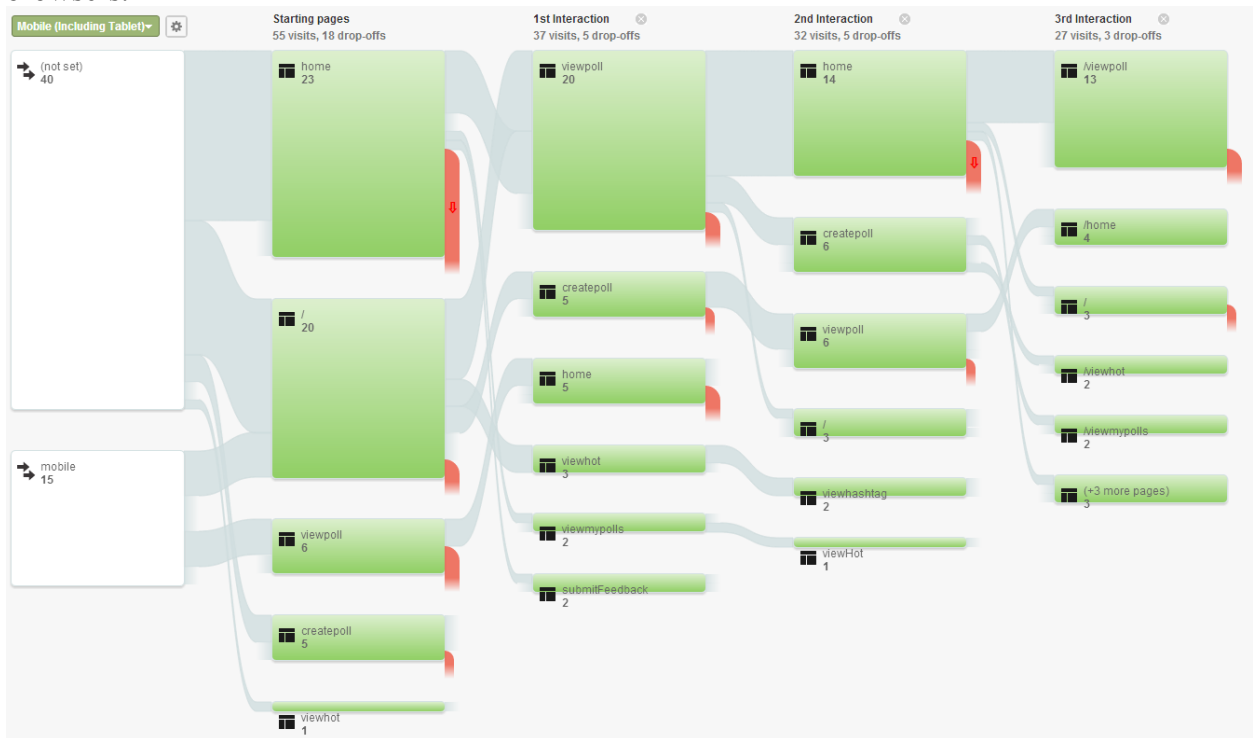 Mobile (Including Tablet)
Starting pages
55 visits, 18 drop-offs
1st Interaction
37 visits, 5 drop-offs
2nd Interaction
32 visits, 5 drop-offs
3rd Interaction
27 visits, 3 drop-offs
(not set)
40
mobile
15
home
23
/
20
viewpoll
6
createpoll
5
viewhot
1
viewpoll
20
createpoll
5
home
5
viewhot
3
viewmypolls
2
submitFeedback
2
home
14
createpoll
6
viewpoll
6
/
3
viewhashtag
2
viewHot
1
/viewpoll
13
/home
4
/
3
/viewhot
2
/viewmypolls
2
(+3 more pages)
3